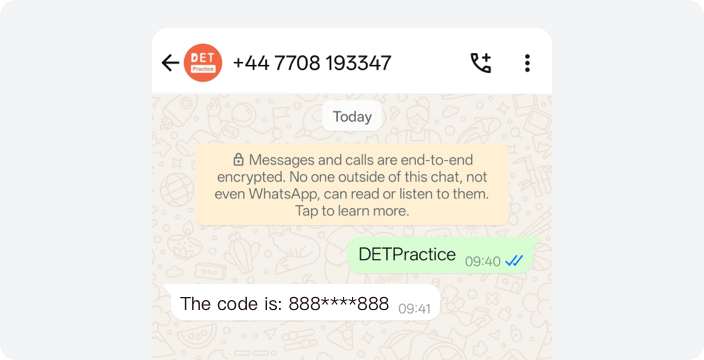 DET
Practice
+44 7708 193347
Today
Messages and calls are end-to-end
encrypted. No one outside of this chat, not
even WhatsApp, can read or listen to them.
Tap to learn more.
DETPractice 09:40
The code is: 888****888 09:41